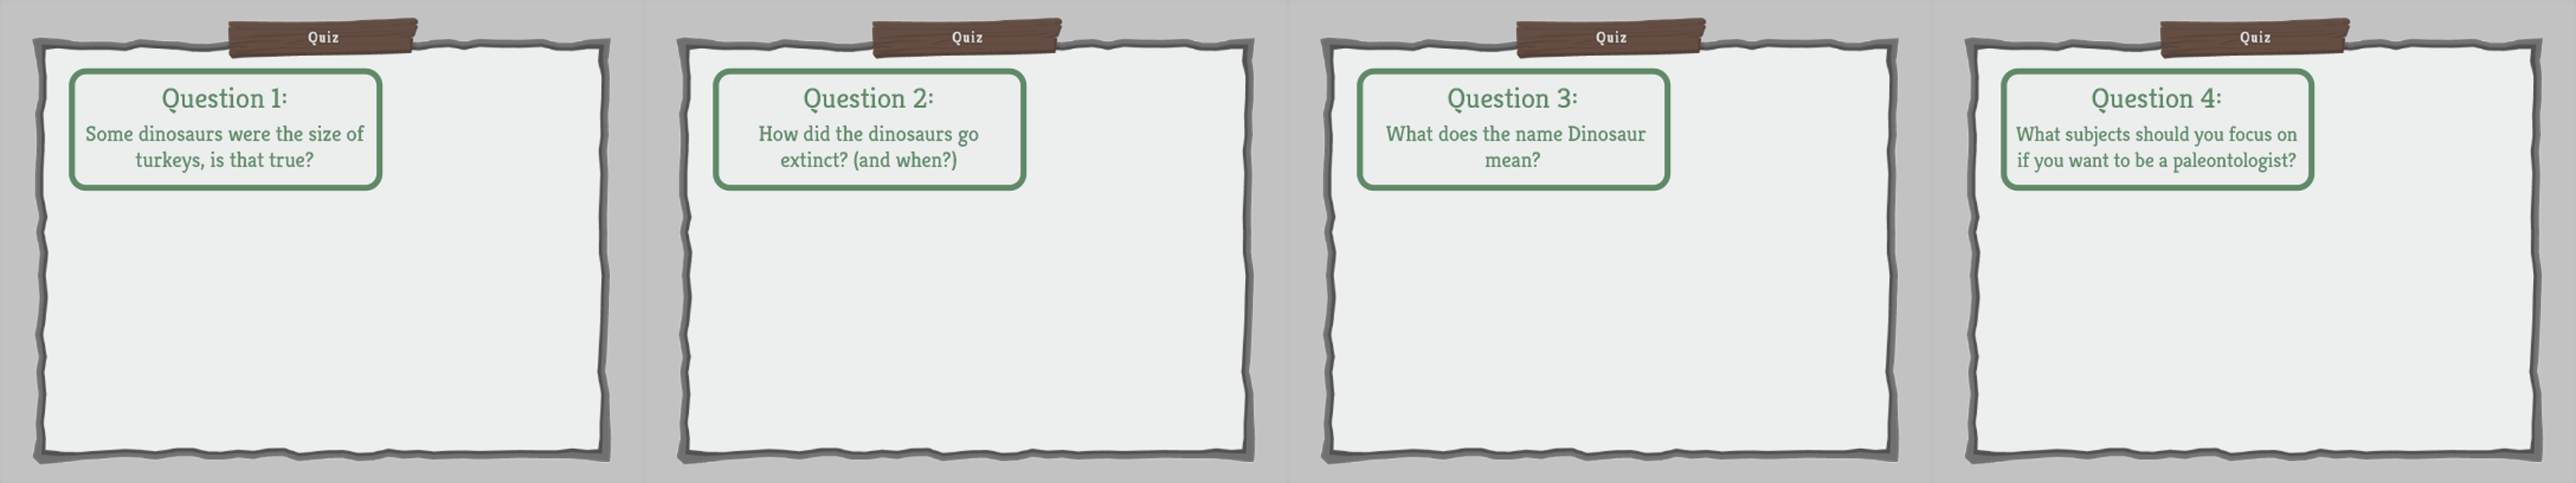 Quiz
Question 1:
Some dinosaurs were the size of
turkeys, is that true?
Quiz
Question 2:
How did the dinosaurs go
extinct? (and when?)
Quiz
Question 3:
What does the name Dinosaur
mean?
Quiz
Question 4:
What subjects should you focus on
if you want to be a paleontologist?